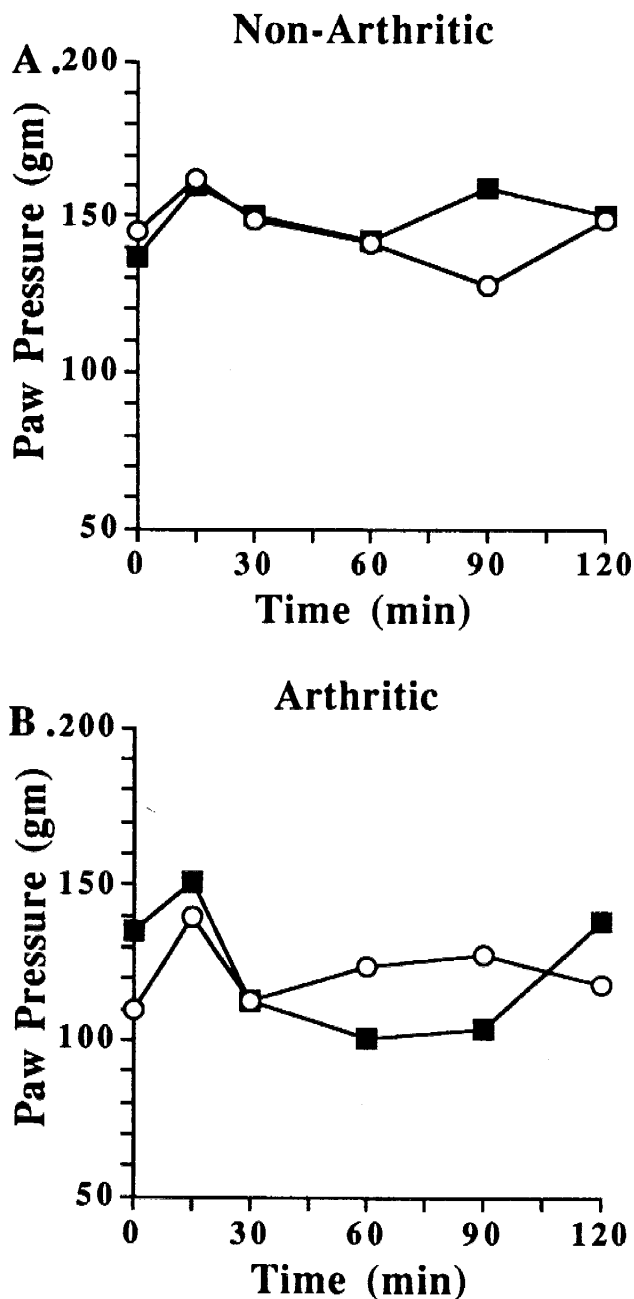 Non-Arthritic
A .200
150
100
50
Paw Pressure (gm)
0 30 60 90 120
Time (min)
Arthritic
B .200
150
100
50
Paw Pressure (gm)
0 30 60 90 120
Time (min)